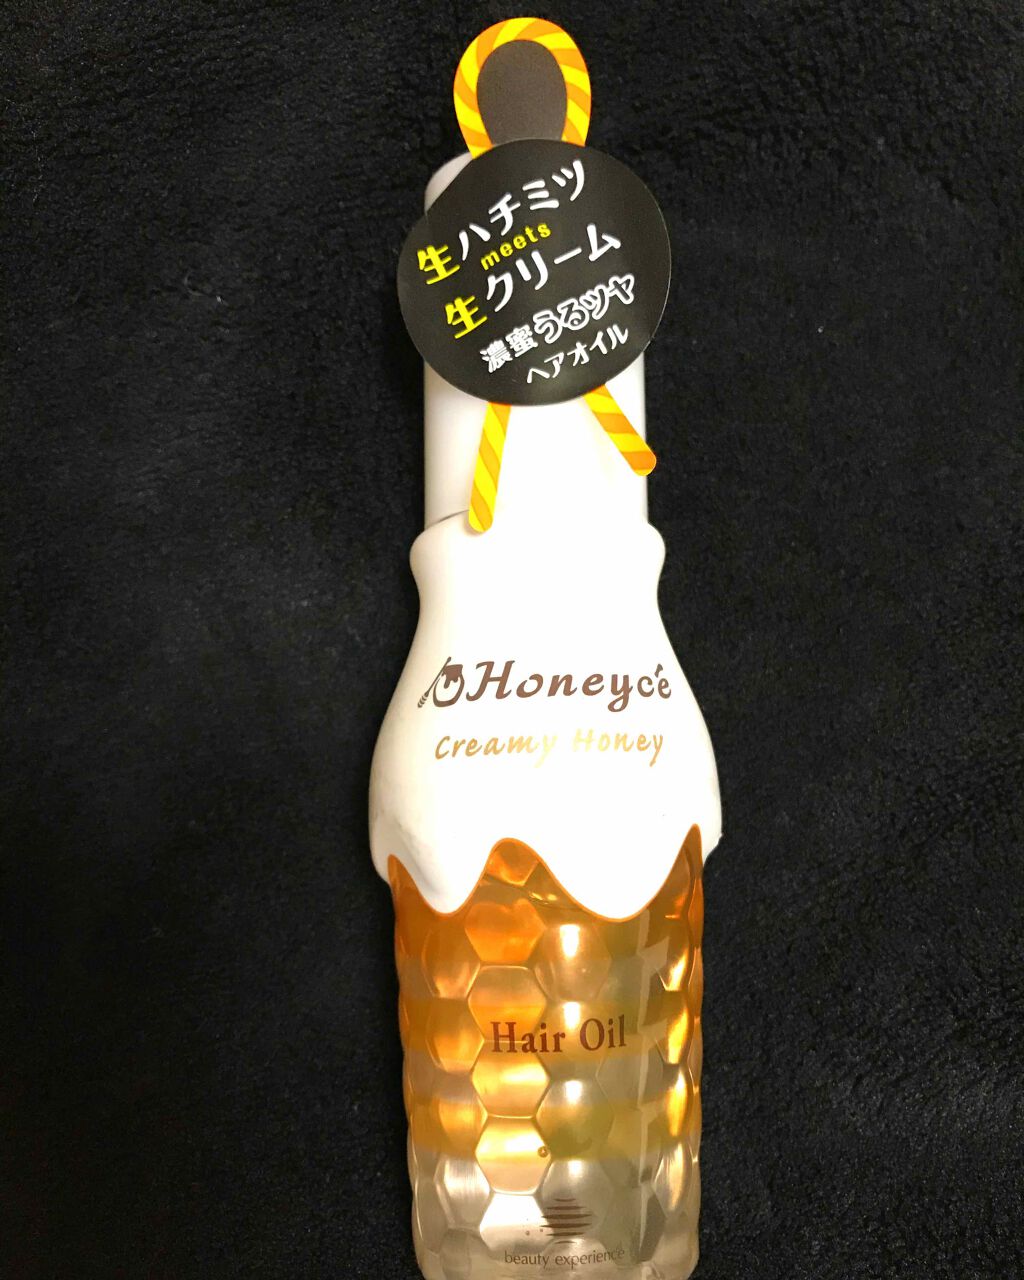 生ハチミツ
meets
生クリーム
濃蜜うるツヤ
ヘアオイル
Honeyce'
Creamy Honey
Hair Oil
beauty experience